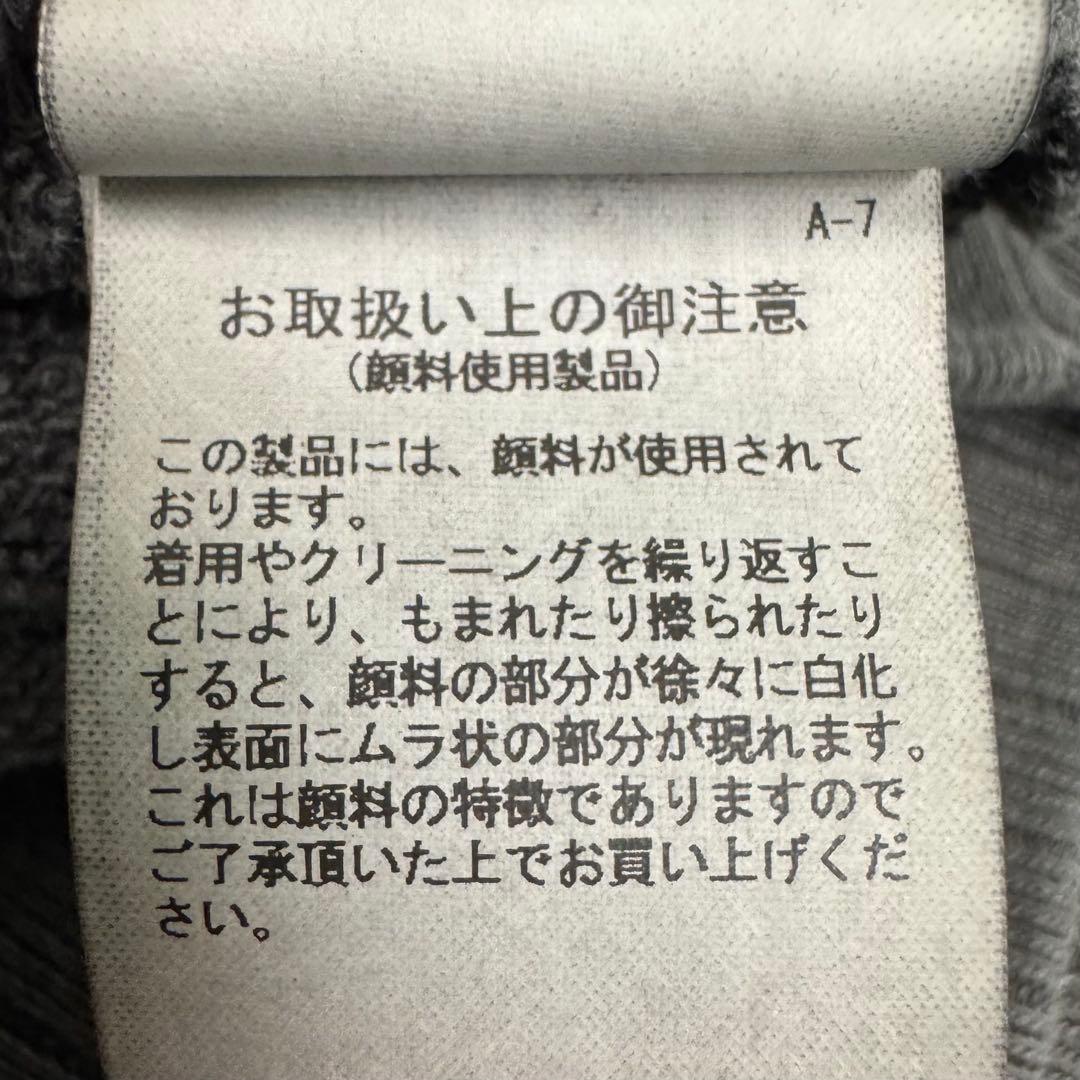 A-7
お取扱い上の御注意
(顔料使用製品)
この製品には、顔料が使用されて
おります。
着用やクリーニングを繰り返すこ
とにより、もまれたり擦られたり
すると、顔料の部分が徐々に白化
し表面にムラ状の部分が現れます。
これは顔料の特徴でありますので
ご了承頂いた上でお買い上げくだ
さい。